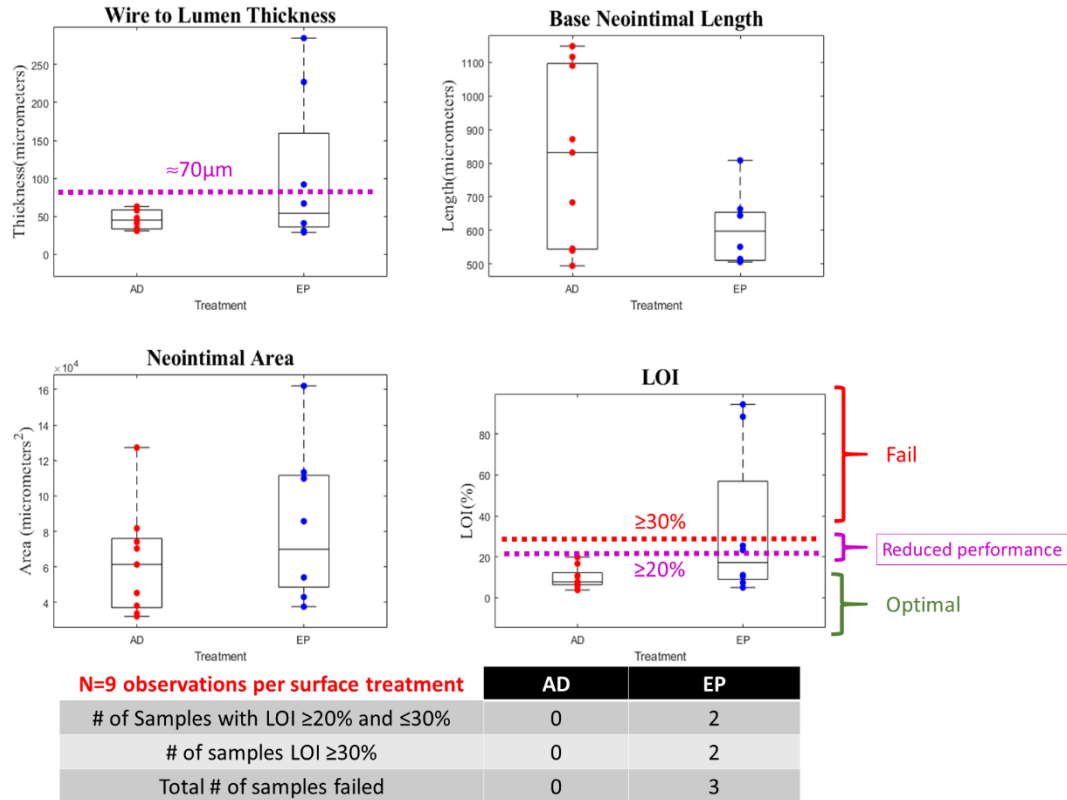 Wire to Lumen Thickness
Thickness(micrometers)
250
200
150
100
50
0
≈70μm
AD
EP
Treatment
Base Neointimal Length
Length(micrometers)
1100
1000
900
800
700
600
500
AD
EP
Treatment
Neointimal Area
× 10⁴
Area (micrometers²)
16
14
12
10
8
6
4
AD
EP
Treatment
LOI
LOI(%)
80
60
40
20
0
≥30%
≥20%
AD
EP
Treatment
Fail
Reduced performance
Optimal
N=9 observations per surface treatment AD EP
# of Samples with LOI ≥20% and ≤30% 0 2
# of samples LOI ≥30% 0 2
Total # of samples failed 0 3